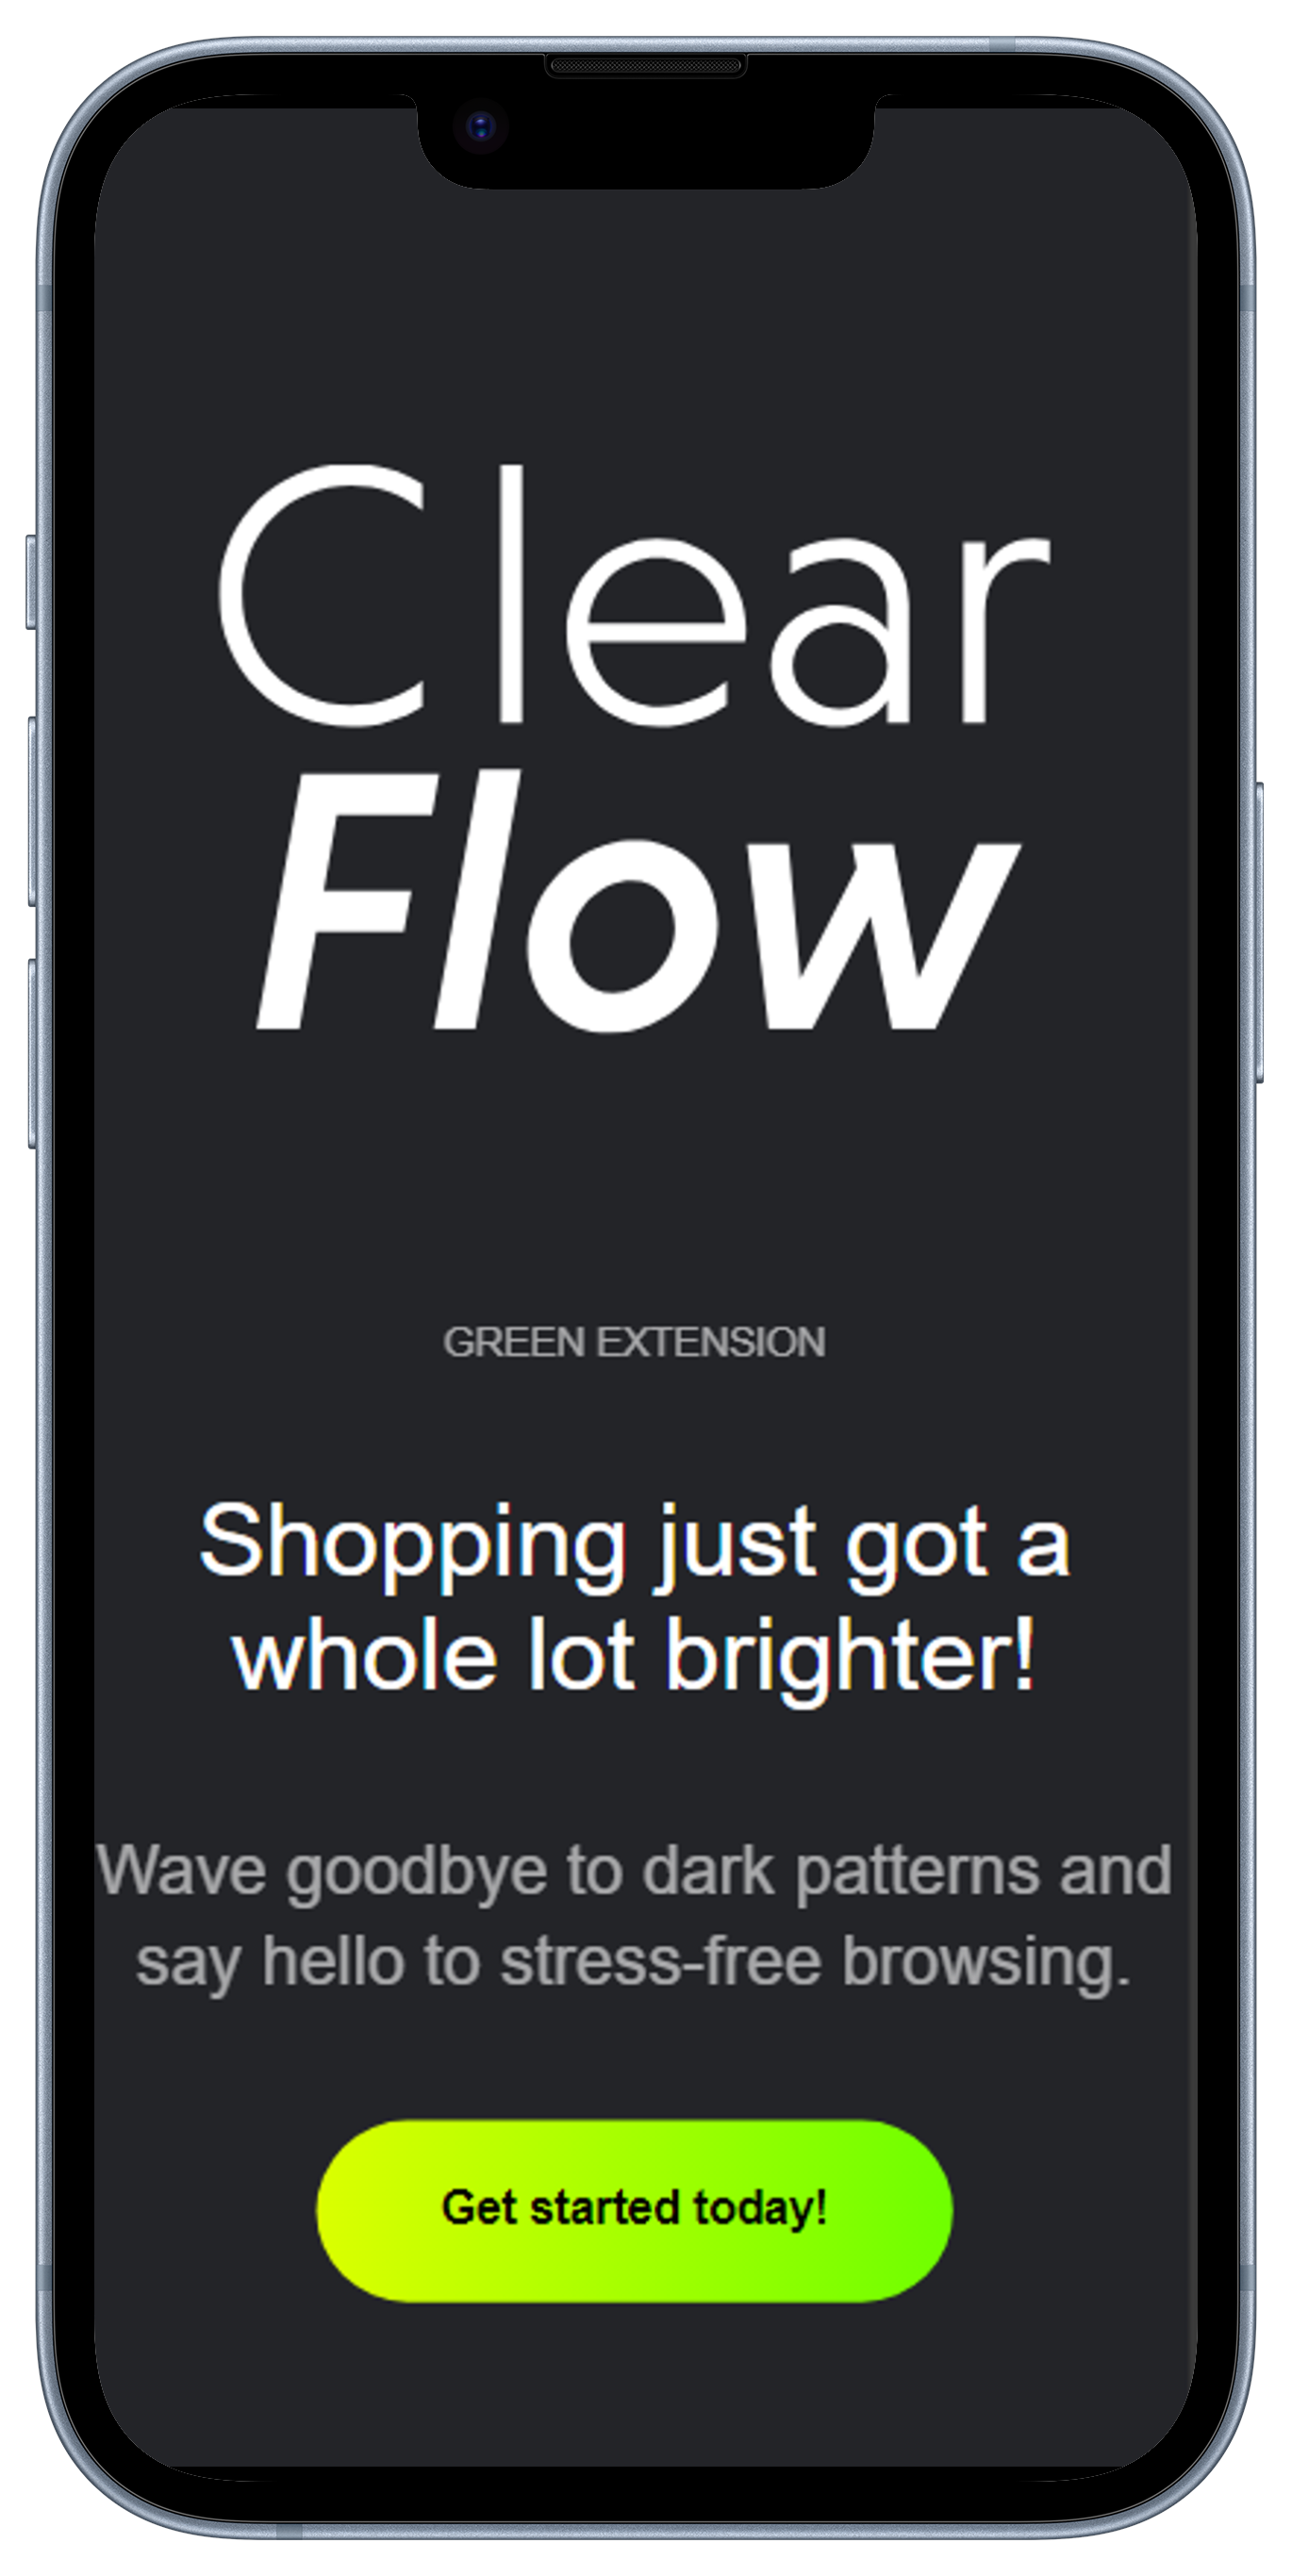 Clear
Flow
GREEN EXTENSION
Shopping just got a
whole lot brighter!
Wave goodbye to dark patterns and
say hello to stress-free browsing.
Get started today!